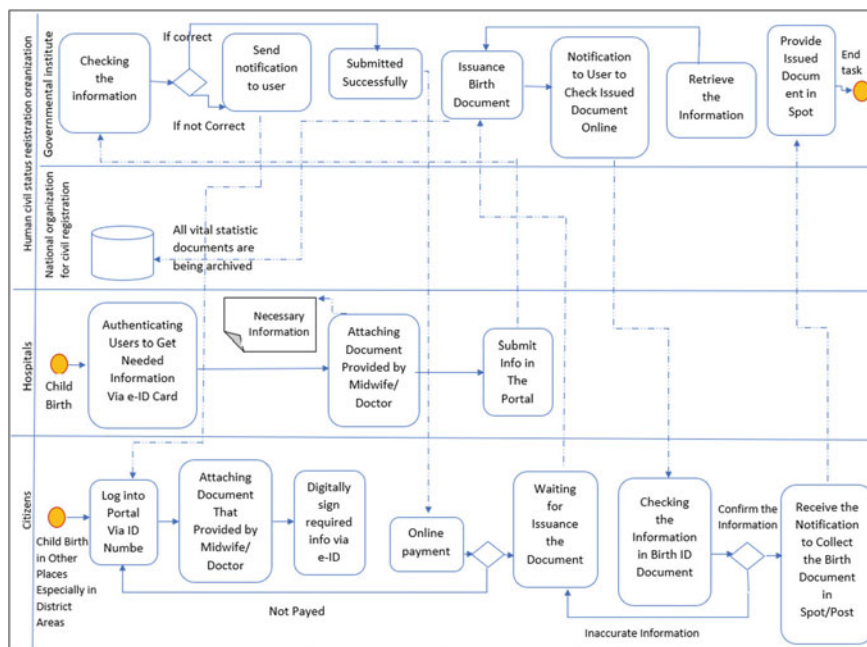 Human civil status registration organization
Governmental institute
Checking
the
information
If correct
If not Correct
Send
notification
to user
Submitted
Successfully
Issuance
Birth
Document
Notification
to User to
Check Issued
Document
Online
Retrieve
the
Information
Provide
Issued
Docum
ent in
Spot
End
task
National organization
for civil registration
All vital statistic
documents are
being archived
Hospitals
Child
Birth
Authenticating
Users to Get
Needed
Information
Via e-ID Card
Necessary
Information
Attaching
Document
Provided by
Midwife/
Doctor
Submit
Info in
The
Portal
Citizens
Child Birth
in Other
Places
Especially in
District
Areas
Log into
Portal
Via ID
Numbe
Attaching
Document
That
Provided by
Midwife/
Doctor
Digitally
sign
required
info via
e-ID
Online
payment
Not Payed
Waiting
for
Issuance
the
Document
Checking
the
Information
in Birth ID
Document
Confirm the
Information
Inaccurate Information
Receive the
Notification
to Collect
the Birth
Document
in
Spot/Post